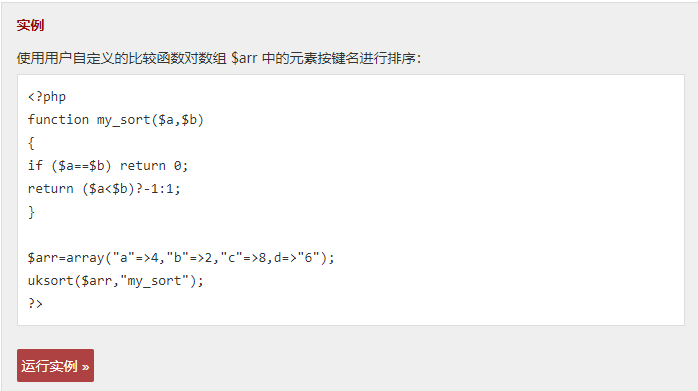 实例
使用用户自定义的比较函数对数组 $arr 中的元素按键名进行排序：
<?php
function my_sort($a,$b)
{
if ($a==$b) return 0;
return ($a<$b)?-1:1;
}
$arr=array("a"=>4,"b"=>2,"c"=>8,d=>"6");
uksort($arr,"my_sort");
?>
运行实例 »